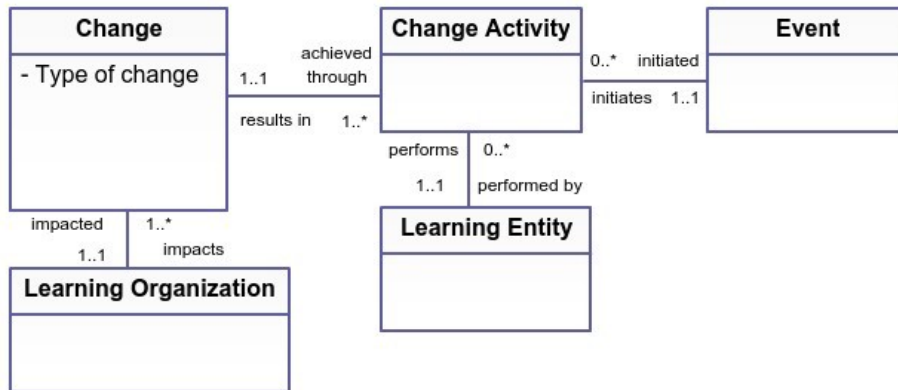 Change
- Type of change
Change Activity
Event
achieved
through
1..1
results in 1..*
0..* initiated
initiates 1..1
performs 0..*
1..1 performed by
Learning Entity
impacted 1..*
1..1 impacts
Learning Organization